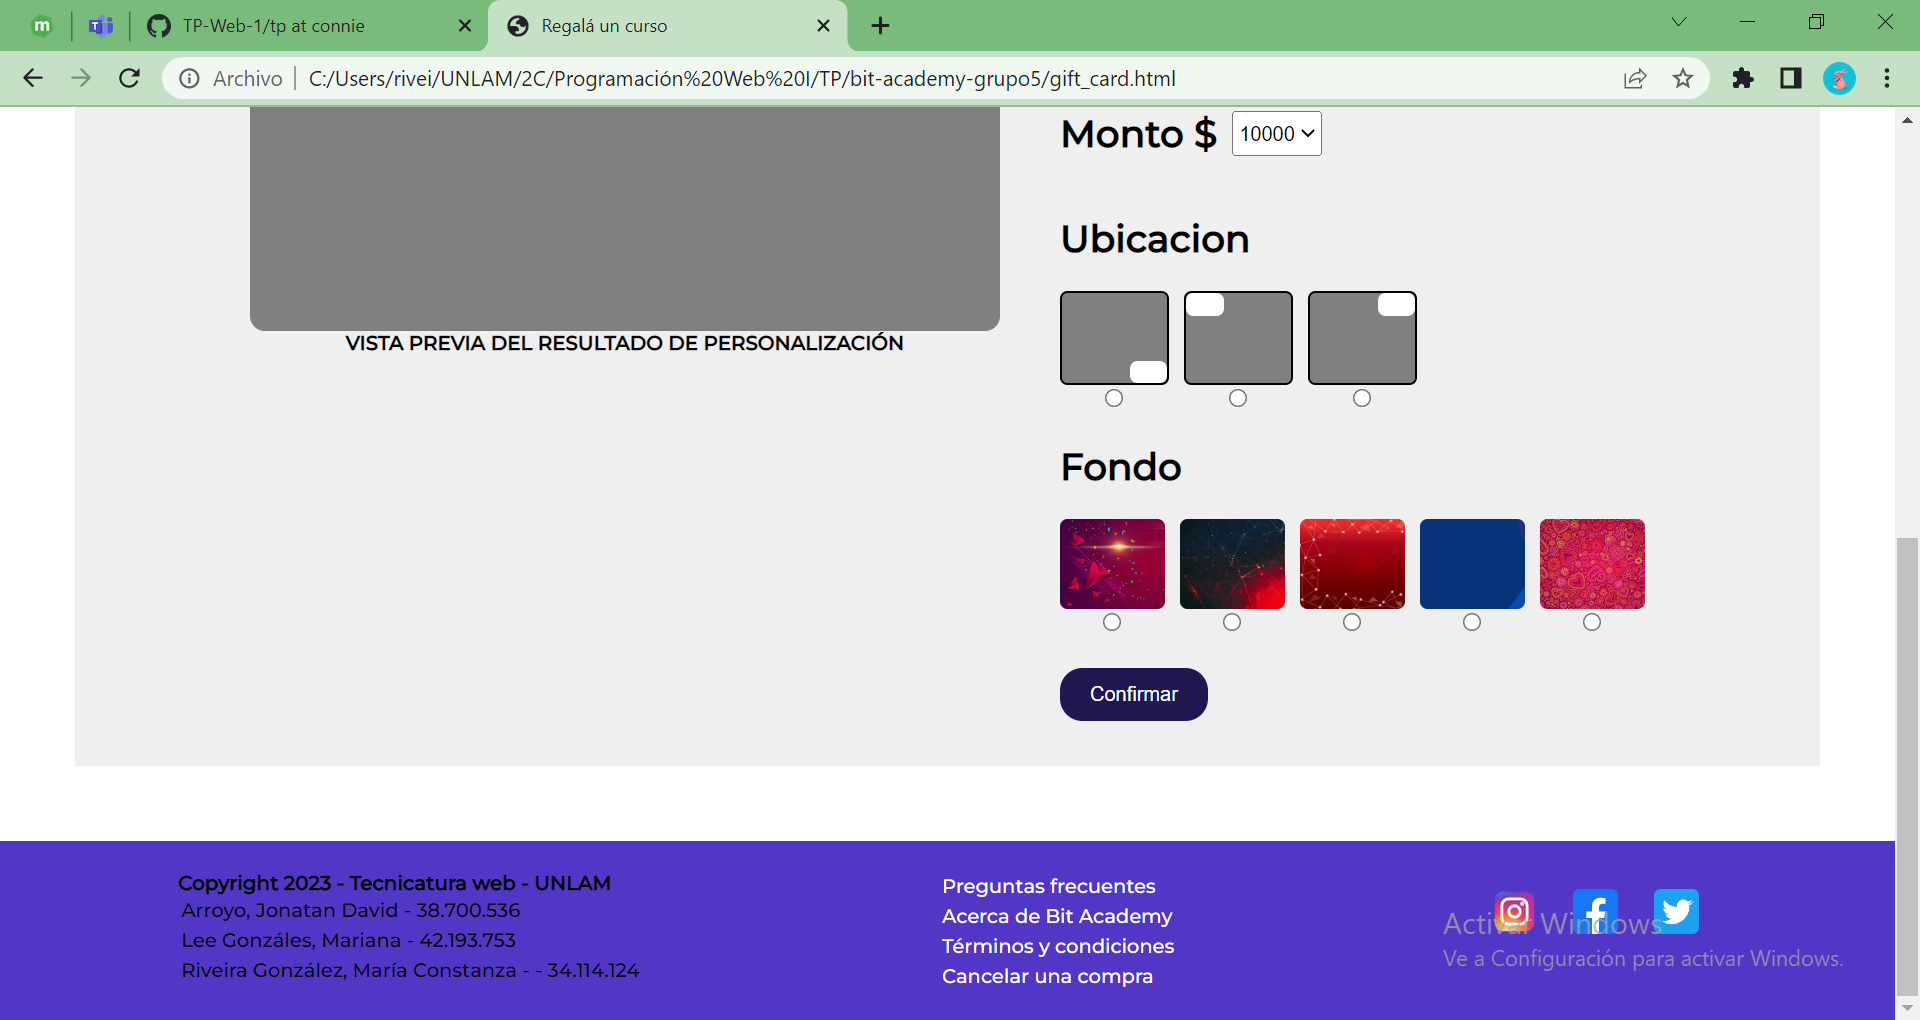 m
TP-Web-1/tp at connie
Regalá un curso
Archivo
C:/Users/rivei/UNLAM/2C/Programación%20Web%20I/TP/bit-academy-grupo5/gift_card.html
Monto $ 10000
Ubicacion
VISTA PREVIA DEL RESULTADO DE PERSONALIZACIÓN
Fondo
Confirmar
Copyright 2023 - Tecnicatura web - UNLAM
Arroyo, Jonatan David - 38.700.536
Lee Gonzáles, Mariana - 42.193.753
Riveira González, María Constanza - - 34.114.124
Preguntas frecuentes
Acerca de Bit Academy
Términos y condiciones
Cancelar una compra
Activar Windows
Ve a Configuración para activar Windows.